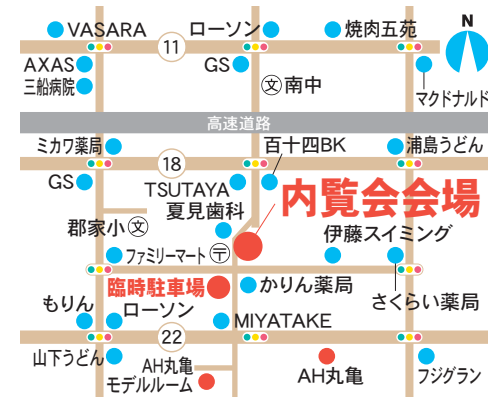 VASARA
11
ローソン
焼肉五苑
N
AXAS
GS
三船病院
文南中
マクドナルド
高速道路
ミカワ薬局
百十四BK
浦島うどん
18
GS
TSUTAYA
内覧会会場
夏見歯科
郡家小文
伊藤スイミング
ファミリーマート
〒
臨時駐車場
かりん薬局
さくらい薬局
もりん
ローソン
MIYATAKE
22
山下うどん
AH丸亀
モデルルーム
AH丸亀
フジグラン